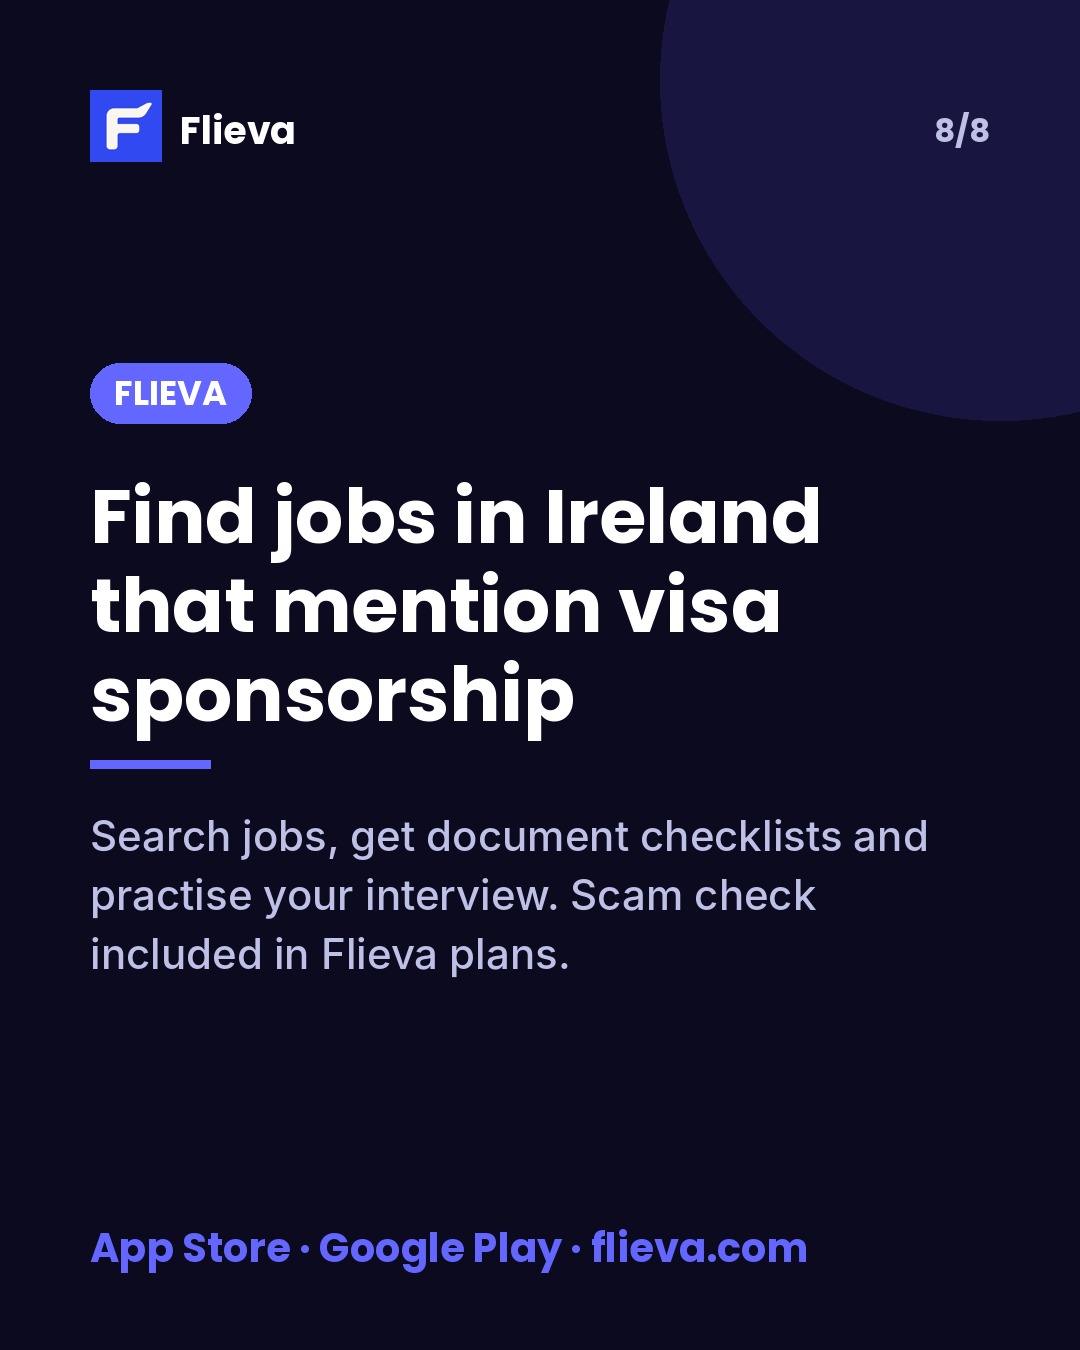 Flieva
8/8
FLIEVA
Find jobs in Ireland
that mention visa
sponsorship
Search jobs, get document checklists and
practise your interview. Scam check
included in Flieva plans.
App Store · Google Play · flieva.com